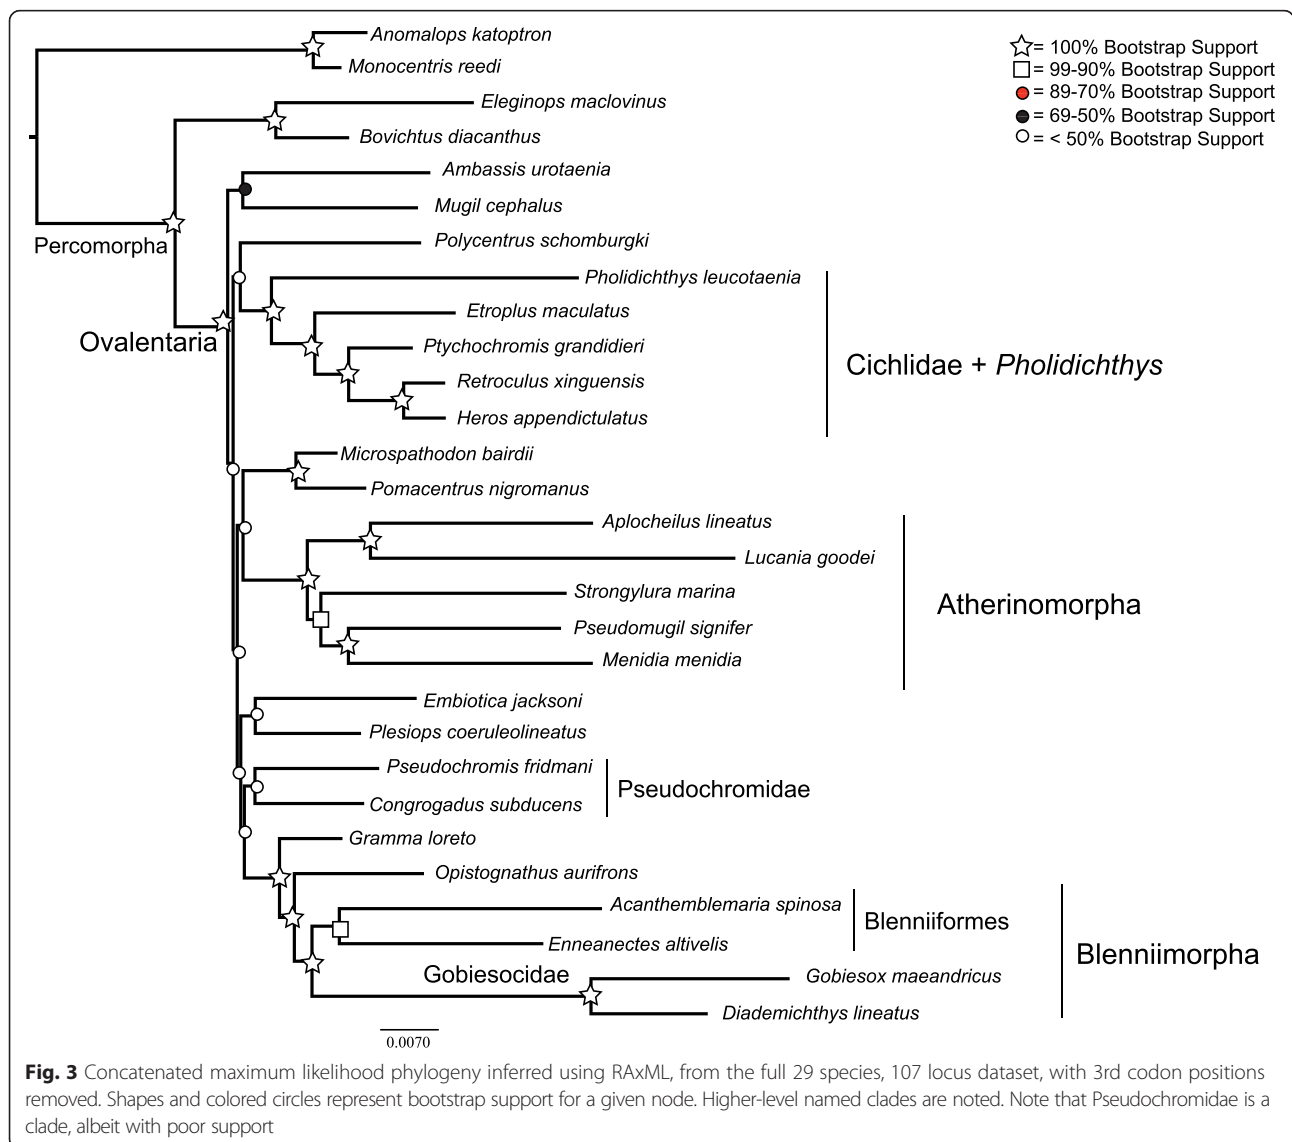 Anomalops katoptron
Monocentris reedi
= 100% Bootstrap Support
= 99-90% Bootstrap Support
= 89-70% Bootstrap Support
= 69-50% Bootstrap Support
= < 50% Bootstrap Support
Eleginops maclovinus
Bovichtus diacanthus
Ambassis urotaenia
Mugil cephalus
Percomorpha
Polycentrus schomburgki
Pholidichthys leucotaenia
Etroplus maculatus
Ovalentaria
Ptychochromis grandidieri
Cichlidae + Pholidichthys
Retroculus xinguensis
Heros appendictulatus
Microspathodon bairdii
Pomacentrus nigromanus
Aplocheilus lineatus
Lucania goodei
Strongylura marina
Atherinomorpha
Pseudomugil signifer
Menidia menidia
Embiotica jacksoni
Plesiops coeruleolineatus
Pseudochromis fridmani
Pseudochromidae
Congrogadus subducens
Gramma loreto
Opistognathus aurifrons
Acanthemblemaria spinosa
Blenniiformes
Enneanectes altivelis
Blenniimorpha
Gobiesocidae
Gobiesox maeandricus
Diademichthys lineatus
0.0070
Fig. 3 Concatenated maximum likelihood phylogeny inferred using RAxML, from the full 29 species, 107 locus dataset, with 3rd codon positions
removed. Shapes and colored circles represent bootstrap support for a given node. Higher-level named clades are noted. Note that Pseudochromidae is a
clade, albeit with poor support